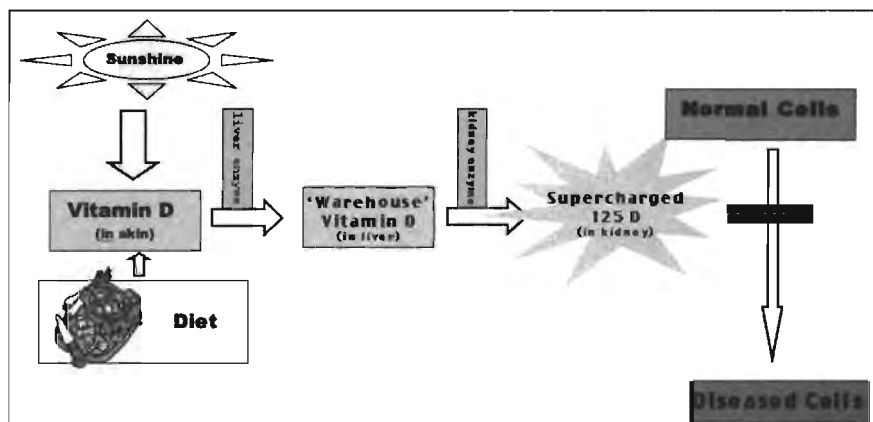 Sunshine
liver enzyme
kidney enzyme
Normal Cells
Vitamin D
(in skin)
'Warehouse'
Vitamin D
(in liver)
Supercharged
125 D
(in kidney)
Diet
Diseased Cells